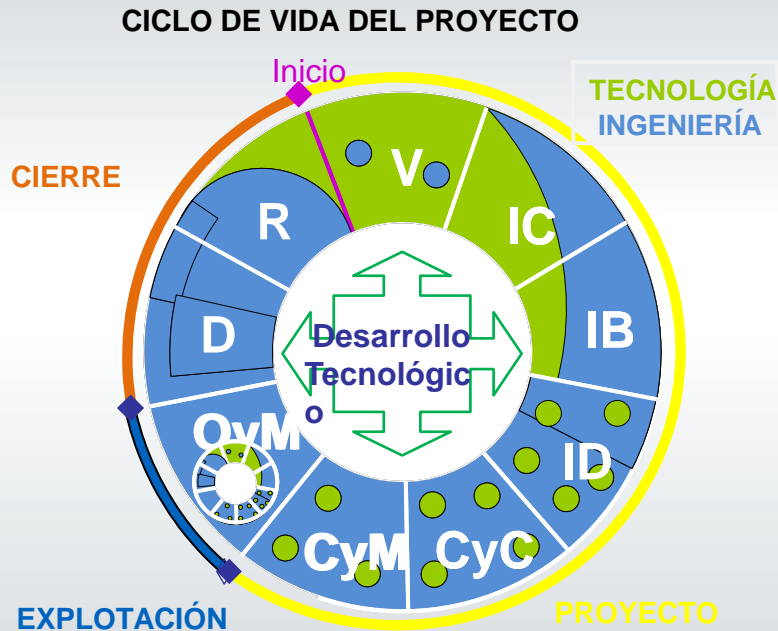 CICLO DE VIDA DEL PROYECTO
Inicio
TECNOLOGÍA
INGENIERÍA
CIERRE
V
IC
R
IB
D
Desarrollo
Tecnológic
o
OyM
ID
CyM
CyC
EXPLOTACIÓN
PROYECTO